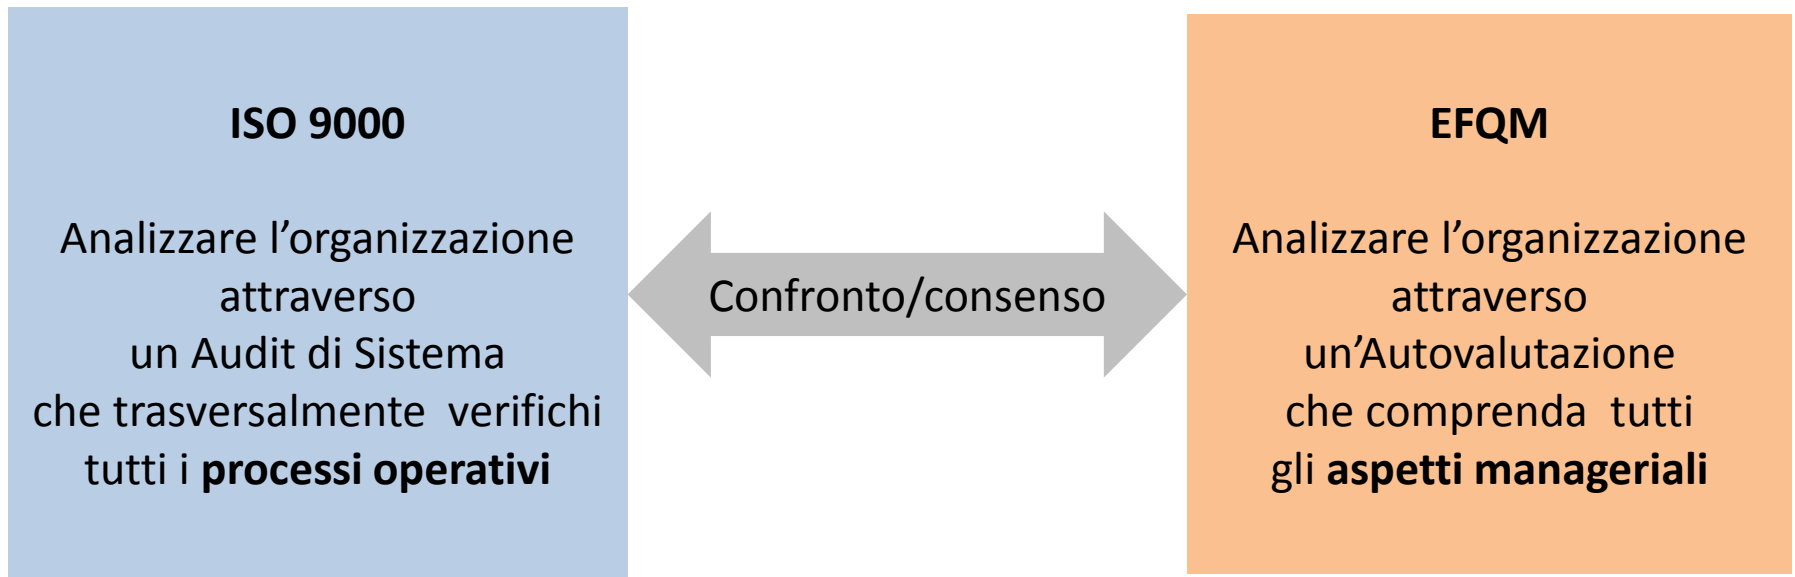 ISO 9000
Analizzare l’organizzazione
attraverso
un Audit di Sistema
che trasversalmente  verifichi
tutti i processi operativi
Confronto/consenso
EFQM
Analizzare l’organizzazione
attraverso
un’Autovalutazione
che comprenda  tutti
gli aspetti manageriali